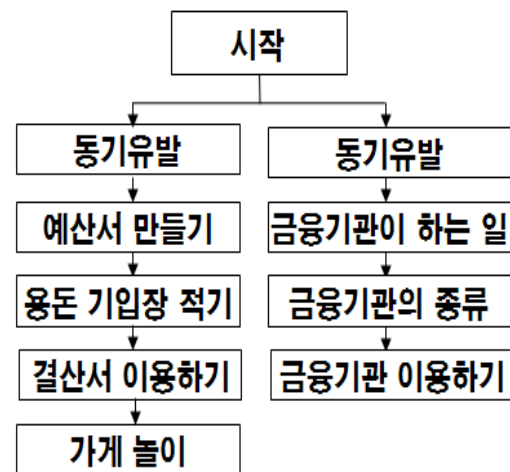 시작
동기유발
동기유발
예산서 만들기
금융기관이 하는 일
용돈 기입장 적기
금융기관의 종류
결산서 이용하기
금융기관 이용하기
가게 놀이